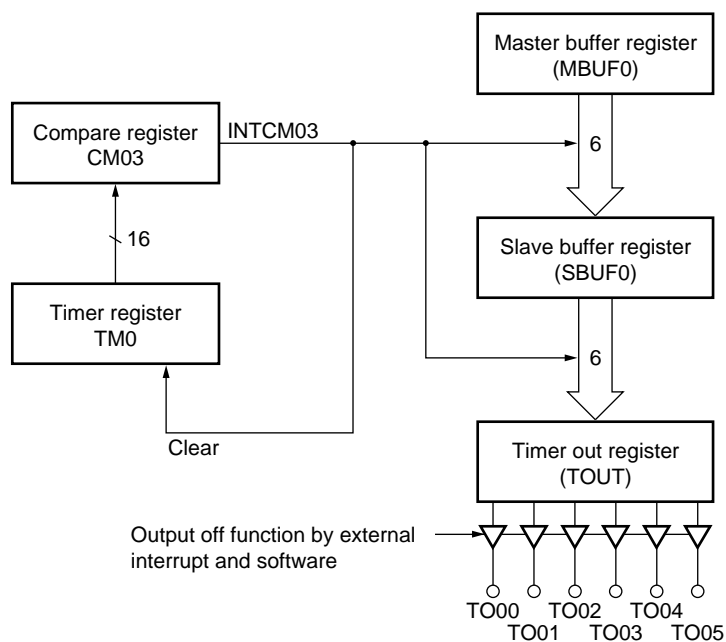 Master buffer register
(MBUF0)
Compare register
CM03
INTCM03
6
16
Slave buffer register
(SBUF0)
Timer register
TM0
6
Clear
Timer out register
(TOUT)
Output off function by external
interrupt and software
TO00 TO02 TO04
TO01 TO03 TO05